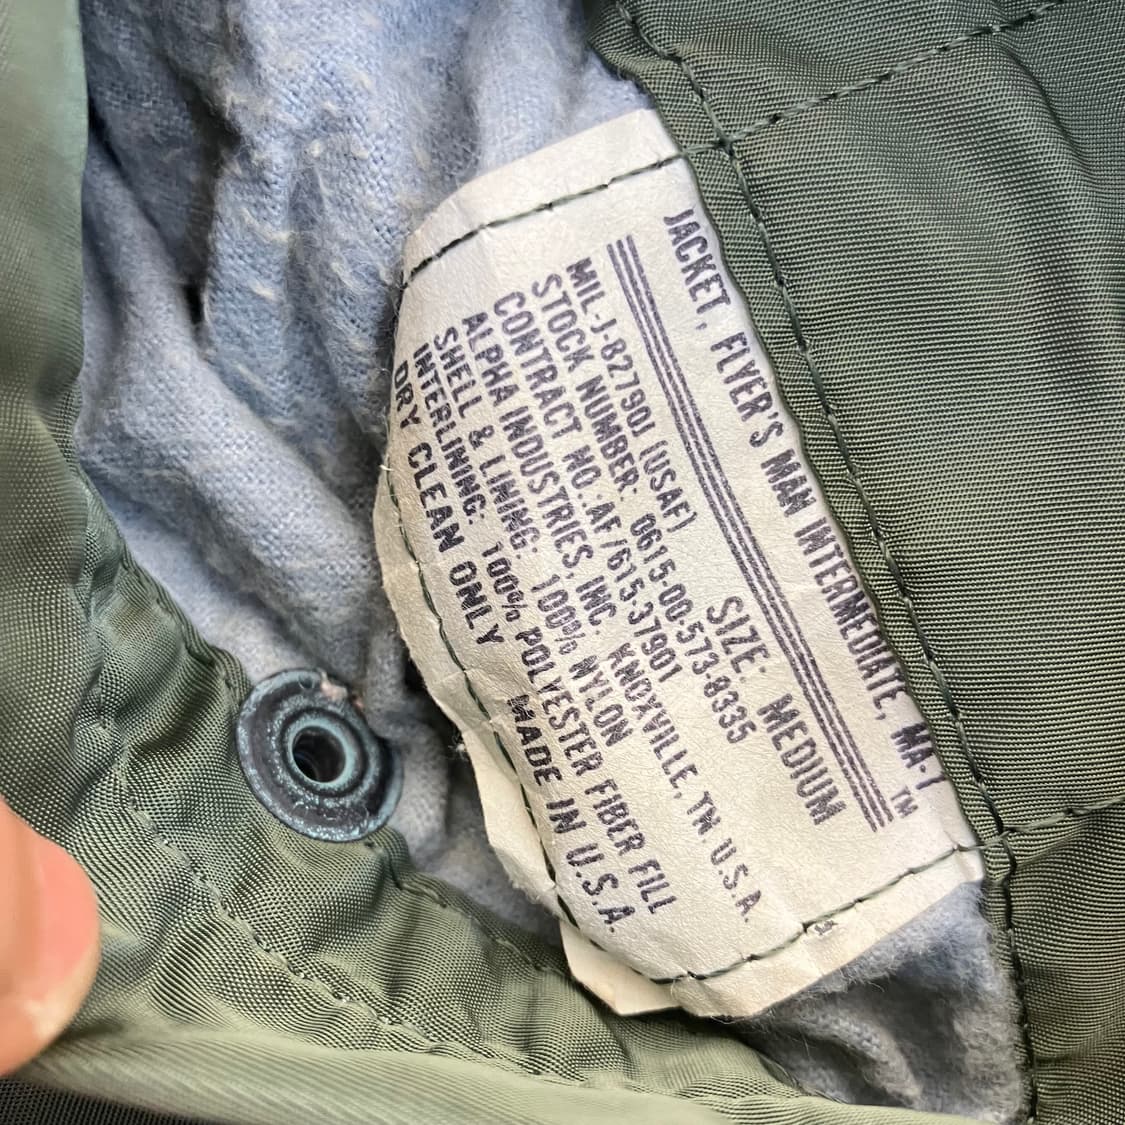 JACKET, FLYER'S MAN INTERMEDIATE, MA-1
TM
SIZE: MEDIUM
MIL-J-82790J (USAF)
STOCK NUMBER: 0615-00-573-8335
CONTRACT NO.:AF/615-37901
ALPHA INDUSTRIES, INC. KNOXVILLE, TN U.S.A.
SHELL & LINING: 100% NYLON
INTERLINING: 100% POLYESTER FIBER FILL
DRY CLEAN ONLY MADE IN U.S.A.